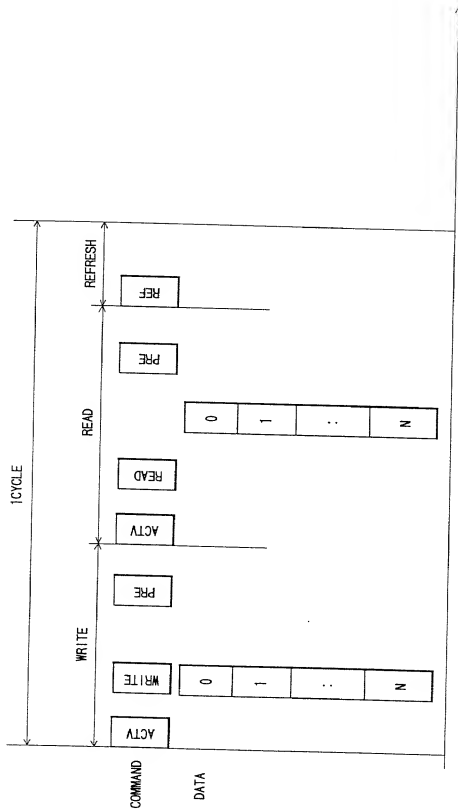 1CYCLE
WRITE READ REFRESH
COMMAND ACTV WRITE PRE ACTV READ PRE REF
DATA 0 0
1 1
: :
N N